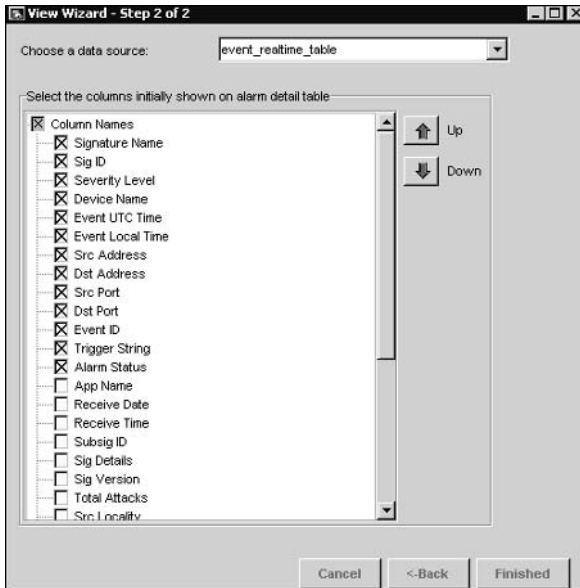 View Wizard - Step 2 of 2
Choose a data source: event_realtime_table
Select the columns initially shown on alarm detail table
Column Names
Signature Name
Sig ID
Severity Level
Device Name
Event UTC Time
Event Local Time
Src Address
Dst Address
Src Port
Dst Port
Event ID
Trigger String
Alarm Status
App Name
Receive Date
Receive Time
Subsig ID
Sig Details
Sig Version
Total Attacks
Src Locality
Up
Down
Cancel <-Back Finished